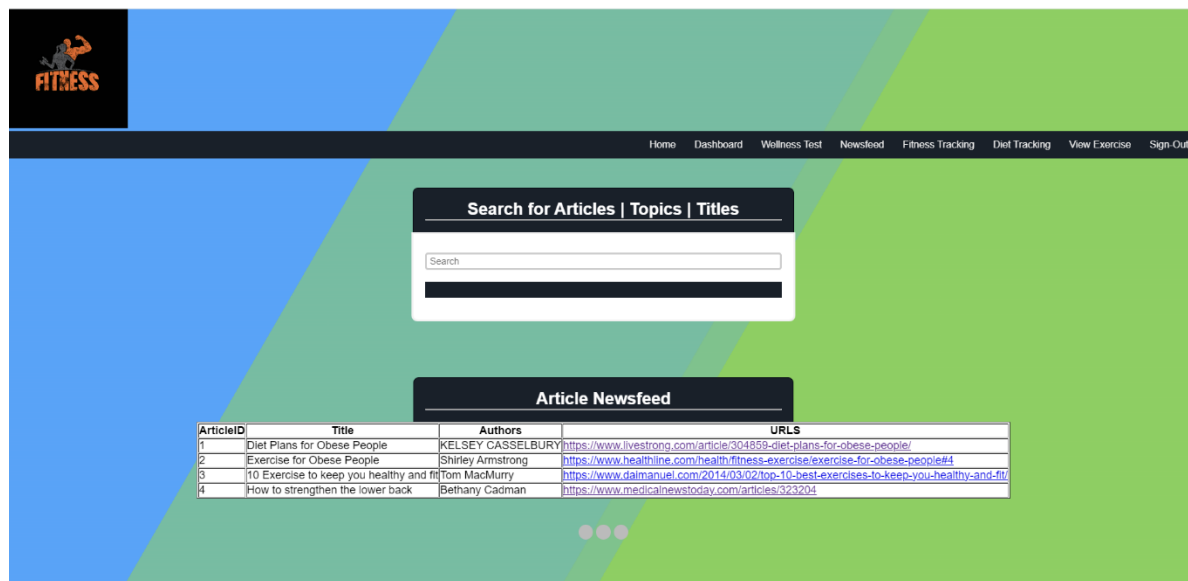 FITNESS
Home Dashboard Wellness Test Newsfeed Fitness Tracking Diet Tracking View Exercise Sign-Out
Search for Articles | Topics | Titles
Search
Article Newsfeed
ArticleID Title Authors URLS
1 Diet Plans for Obese People KELSEY CASSELBURY https://www.livestrong.com/article/304859-diet-plans-for-obese-people/
2 Exercise for Obese People Shirley Armstrong https://www.healthline.com/health/fitness-exercise/exercise-for-obese-people#4
3 10 Exercise to keep you healthy and fit Tom MacMurry https://www.daimanuel.com/2014/03/02/top-10-best-exercises-to-keep-you-healthy-and-fit/
4 How to strengthen the lower back Bethany Cadman https://www.medicalnewstoday.com/articles/323204